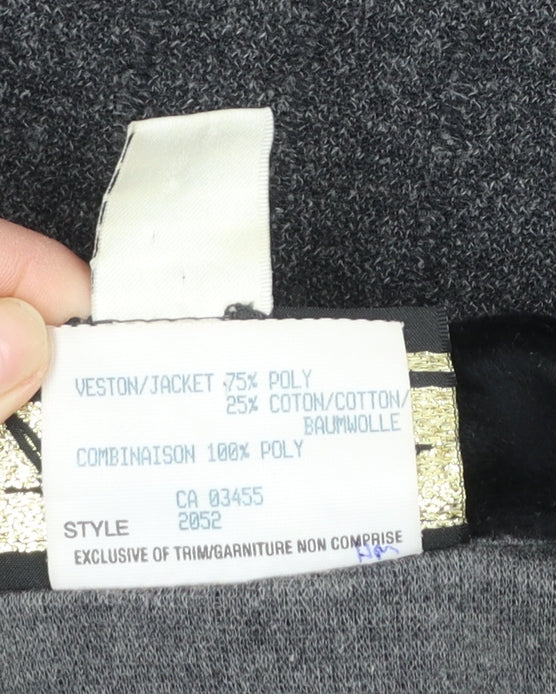 VESTON/JACKET 75% POLY
25% COTON/COTTON/
BAUMWOLLE
COMBINAISON 100% POLY
CA 03455
STYLE 2052
EXCLUSIVE OF TRIM/GARNITURE NON COMPRISE